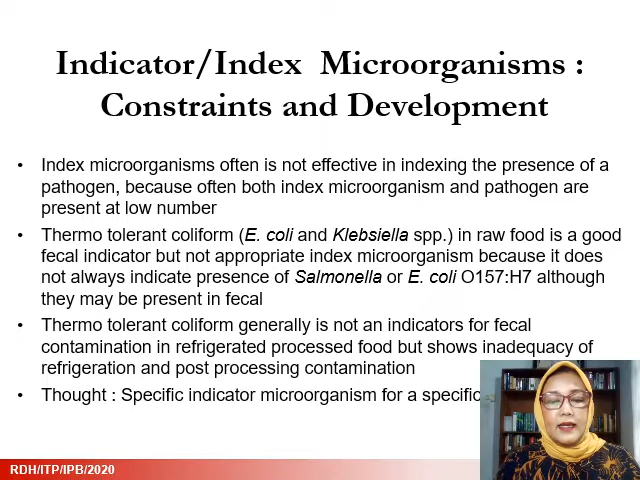 Indicator/Index Microorganisms :
Constraints and Development
• Index microorganisms often is not effective in indexing the presence of a
pathogen, because often both index microorganism and pathogen are
present at low number
• Thermo tolerant coliform (E. coli and Klebsiella spp.) in raw food is a good
fecal indicator but not appropriate index microorganism because it does
not always indicate presence of Salmonella or E. coli O157:H7 although
they may be present in fecal
• Thermo tolerant coliform generally is not an indicators for fecal
contamination in refrigerated processed food but shows inadequacy of
refrigeration and post processing contamination
• Thought : Specific indicator microorganism for a specific
RDH/ITP/IPB/2020